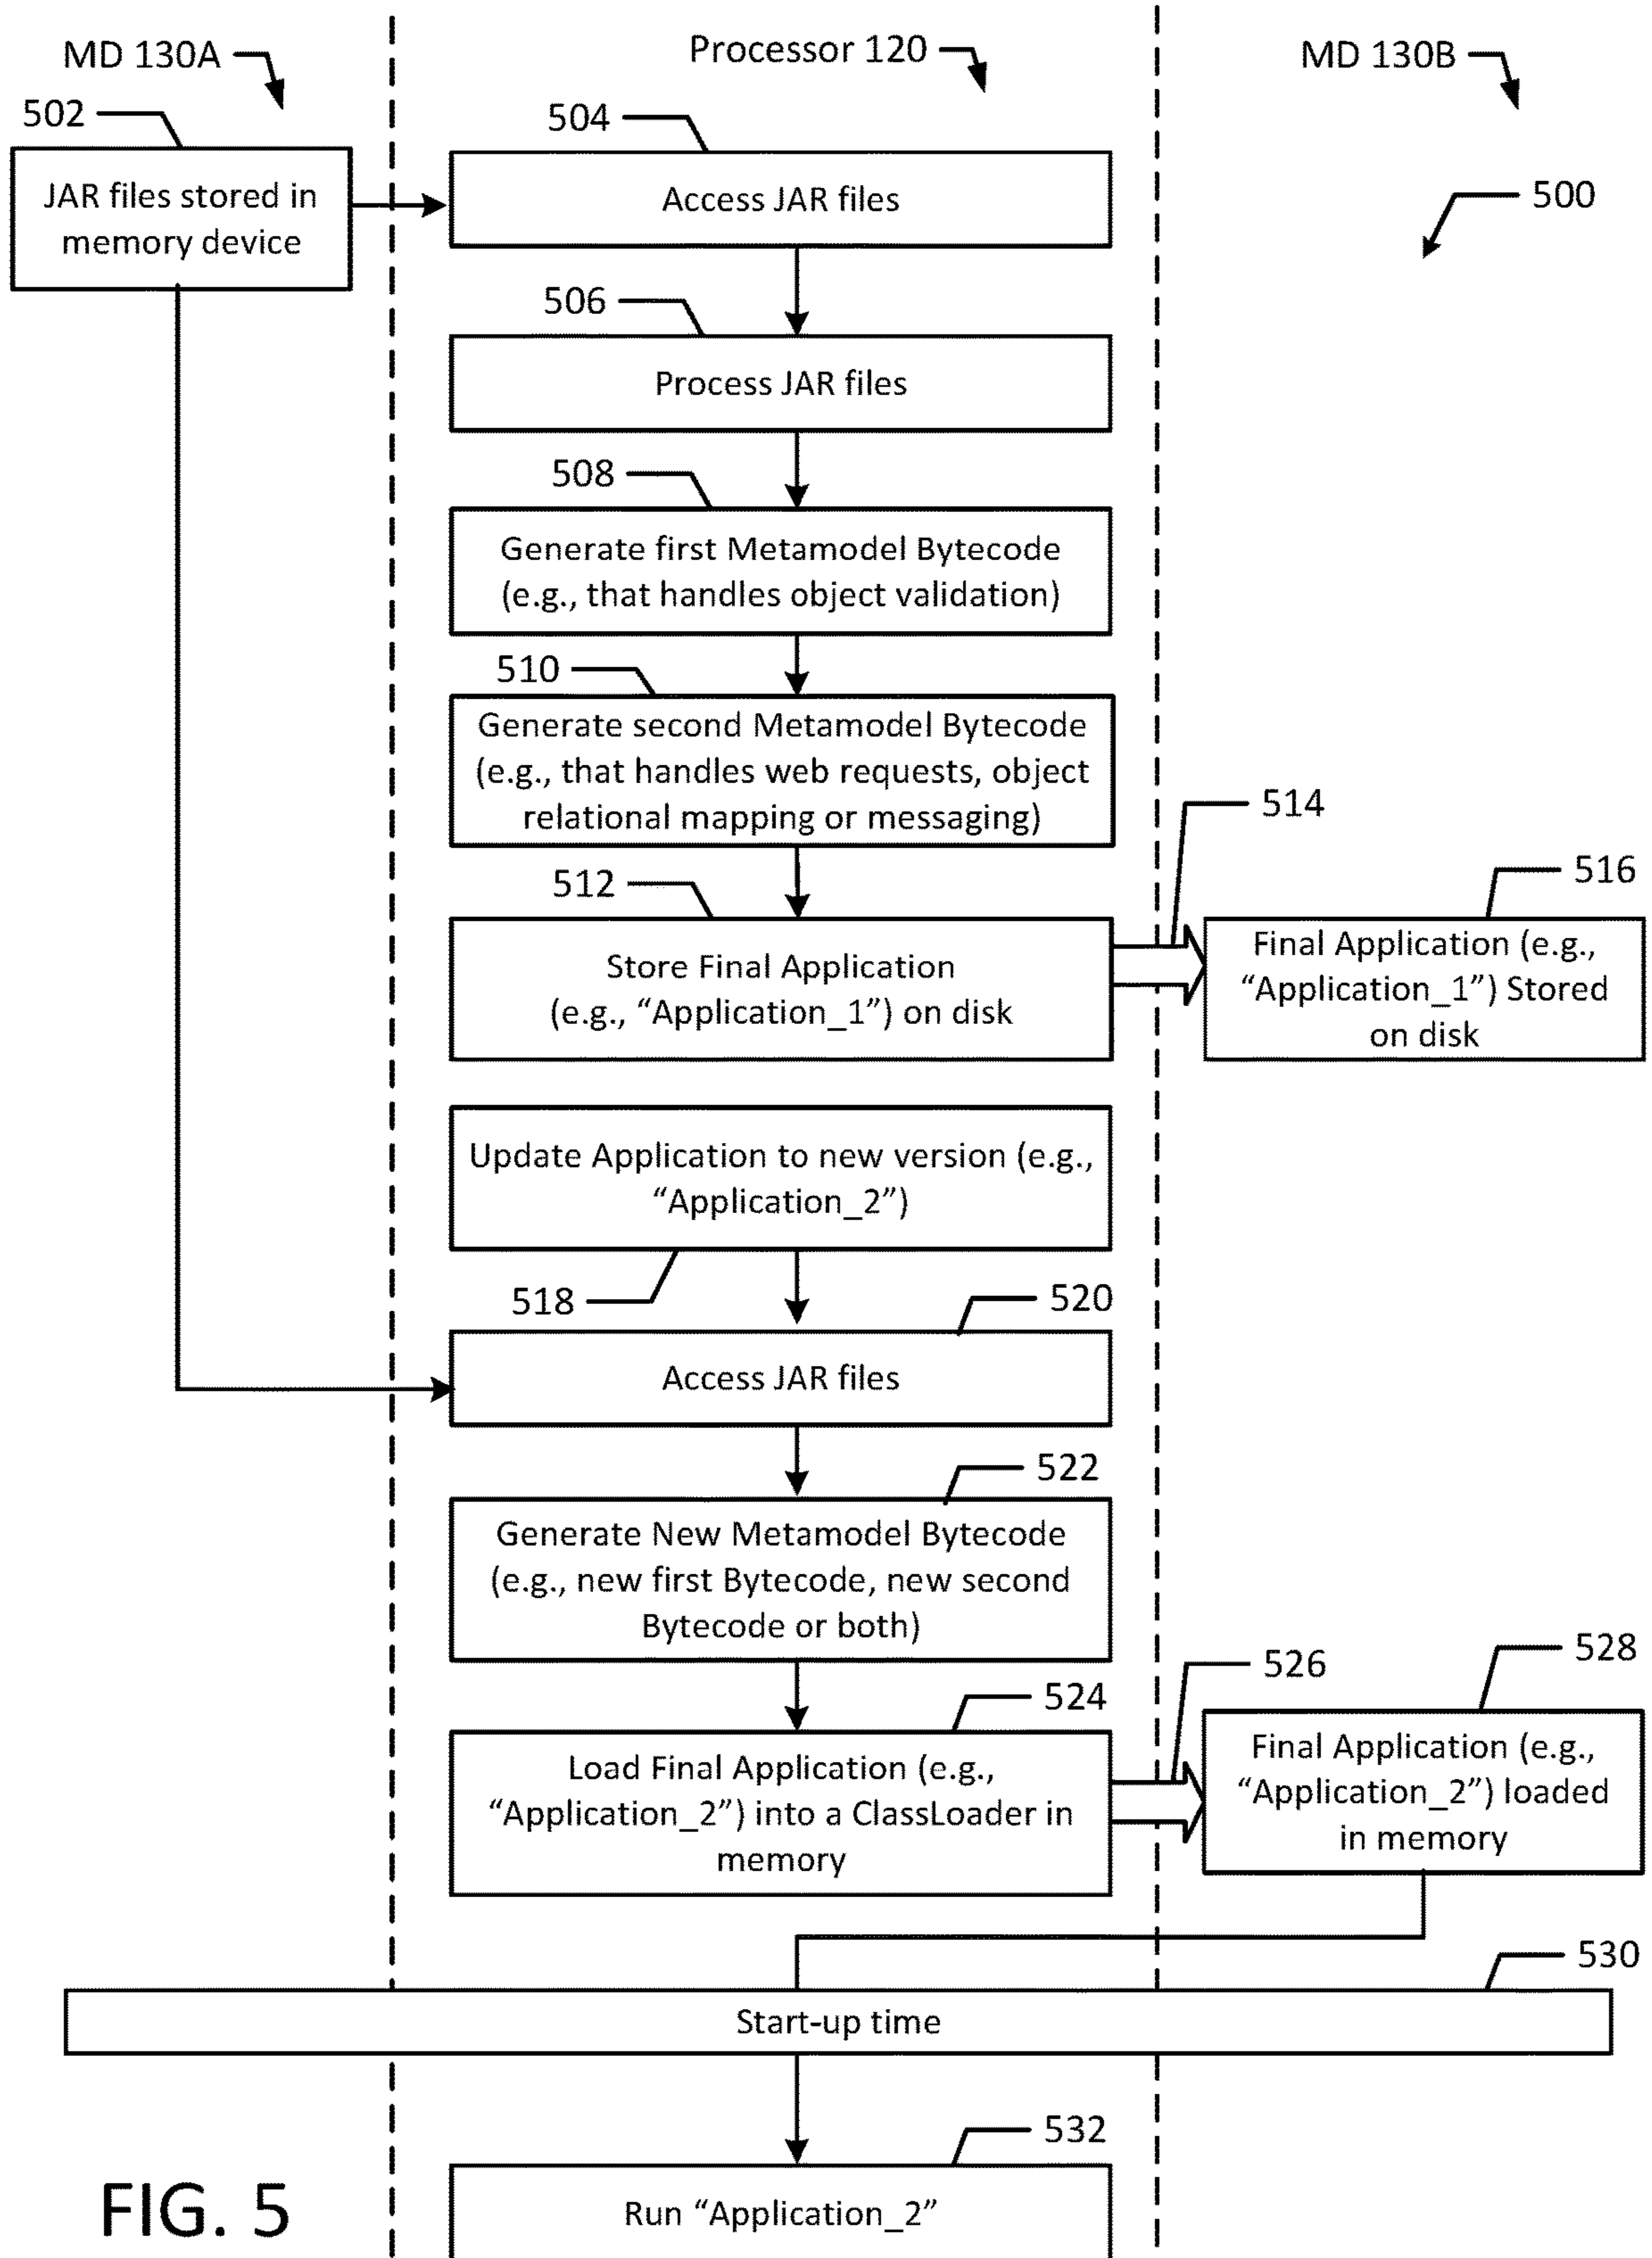 MD 130A
Processor 120
MD 130B
502
504
JAR files stored in
memory device
Access JAR files
500
506
Process JAR files
508
Generate first Metamodel Bytecode
(e.g., that handles object validation)
510
Generate second Metamodel Bytecode
(e.g., that handles web requests, object
relational mapping or messaging)
514
512
516
Store Final Application
(e.g., “Application_1”) on disk
Final Application (e.g.,
“Application_1”) Stored
on disk
Update Application to new version (e.g.,
“Application_2”)
518
520
Access JAR files
522
Generate New Metamodel Bytecode
(e.g., new first Bytecode, new second
Bytecode or both)
526
528
524
Load Final Application (e.g.,
“Application_2”) into a ClassLoader in
memory
Final Application (e.g.,
“Application_2”) loaded
in memory
530
Start-up time
532
Run “Application_2”
FIG. 5